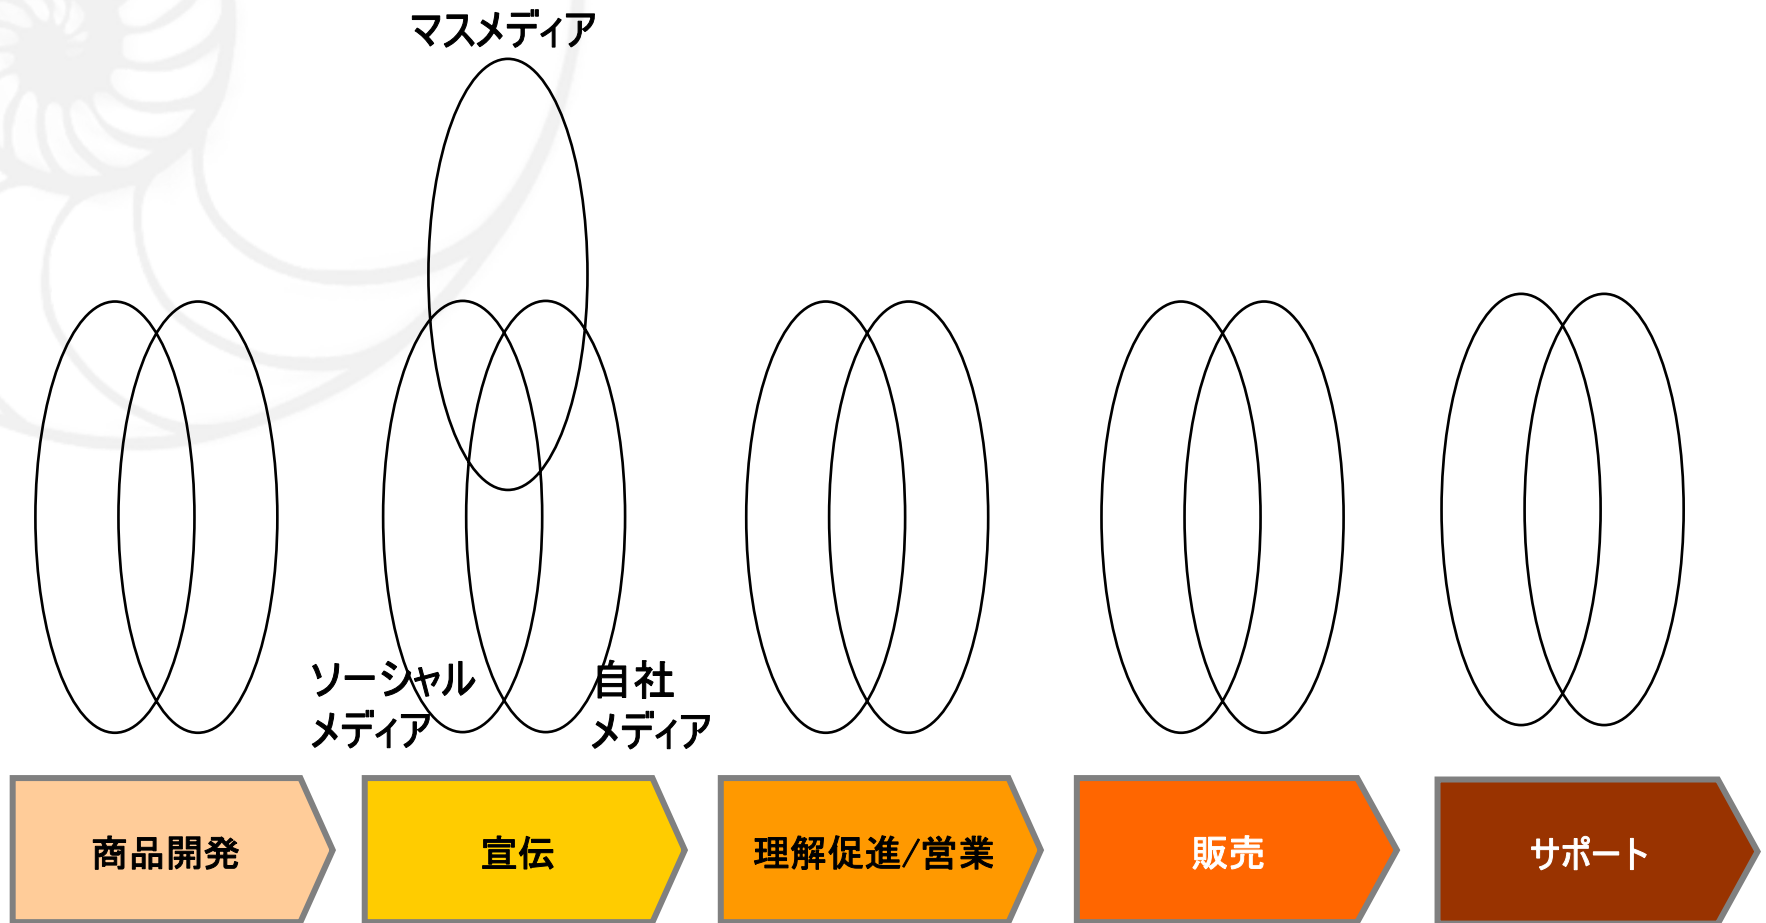 マスメディア
ソーシャル
メディア
自社
メディア
商品開発
宣伝
理解促進/営業
販売
サポート